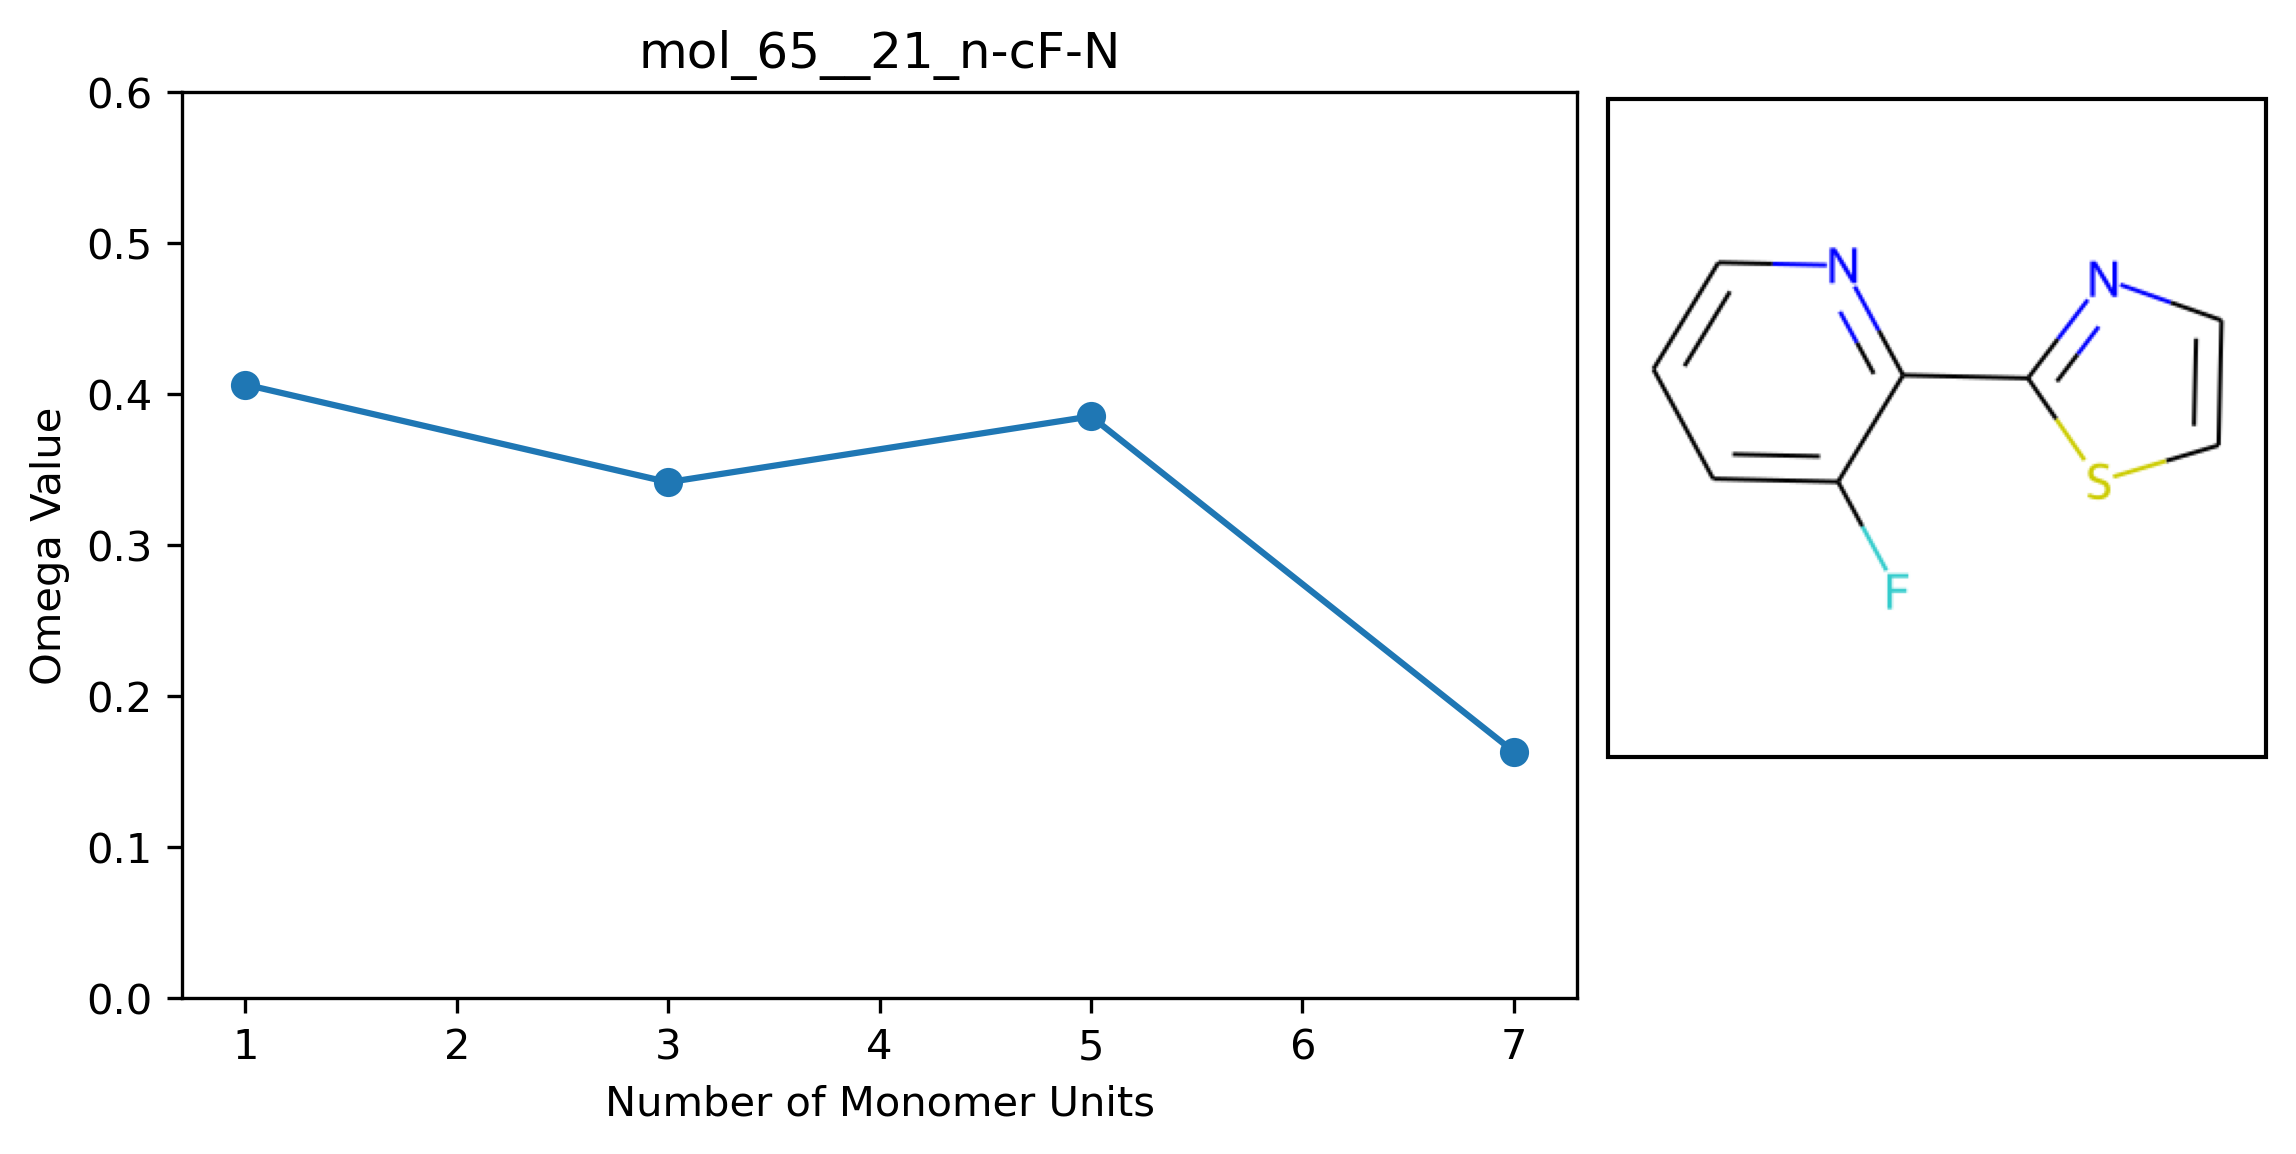 mol_65__21_n-cF-N
0.6
0.5
0.4
0.3
0.2
0.1
0.0
Omega Value
1 2 3 4 5 6 7
Number of Monomer Units
N
N
S
F